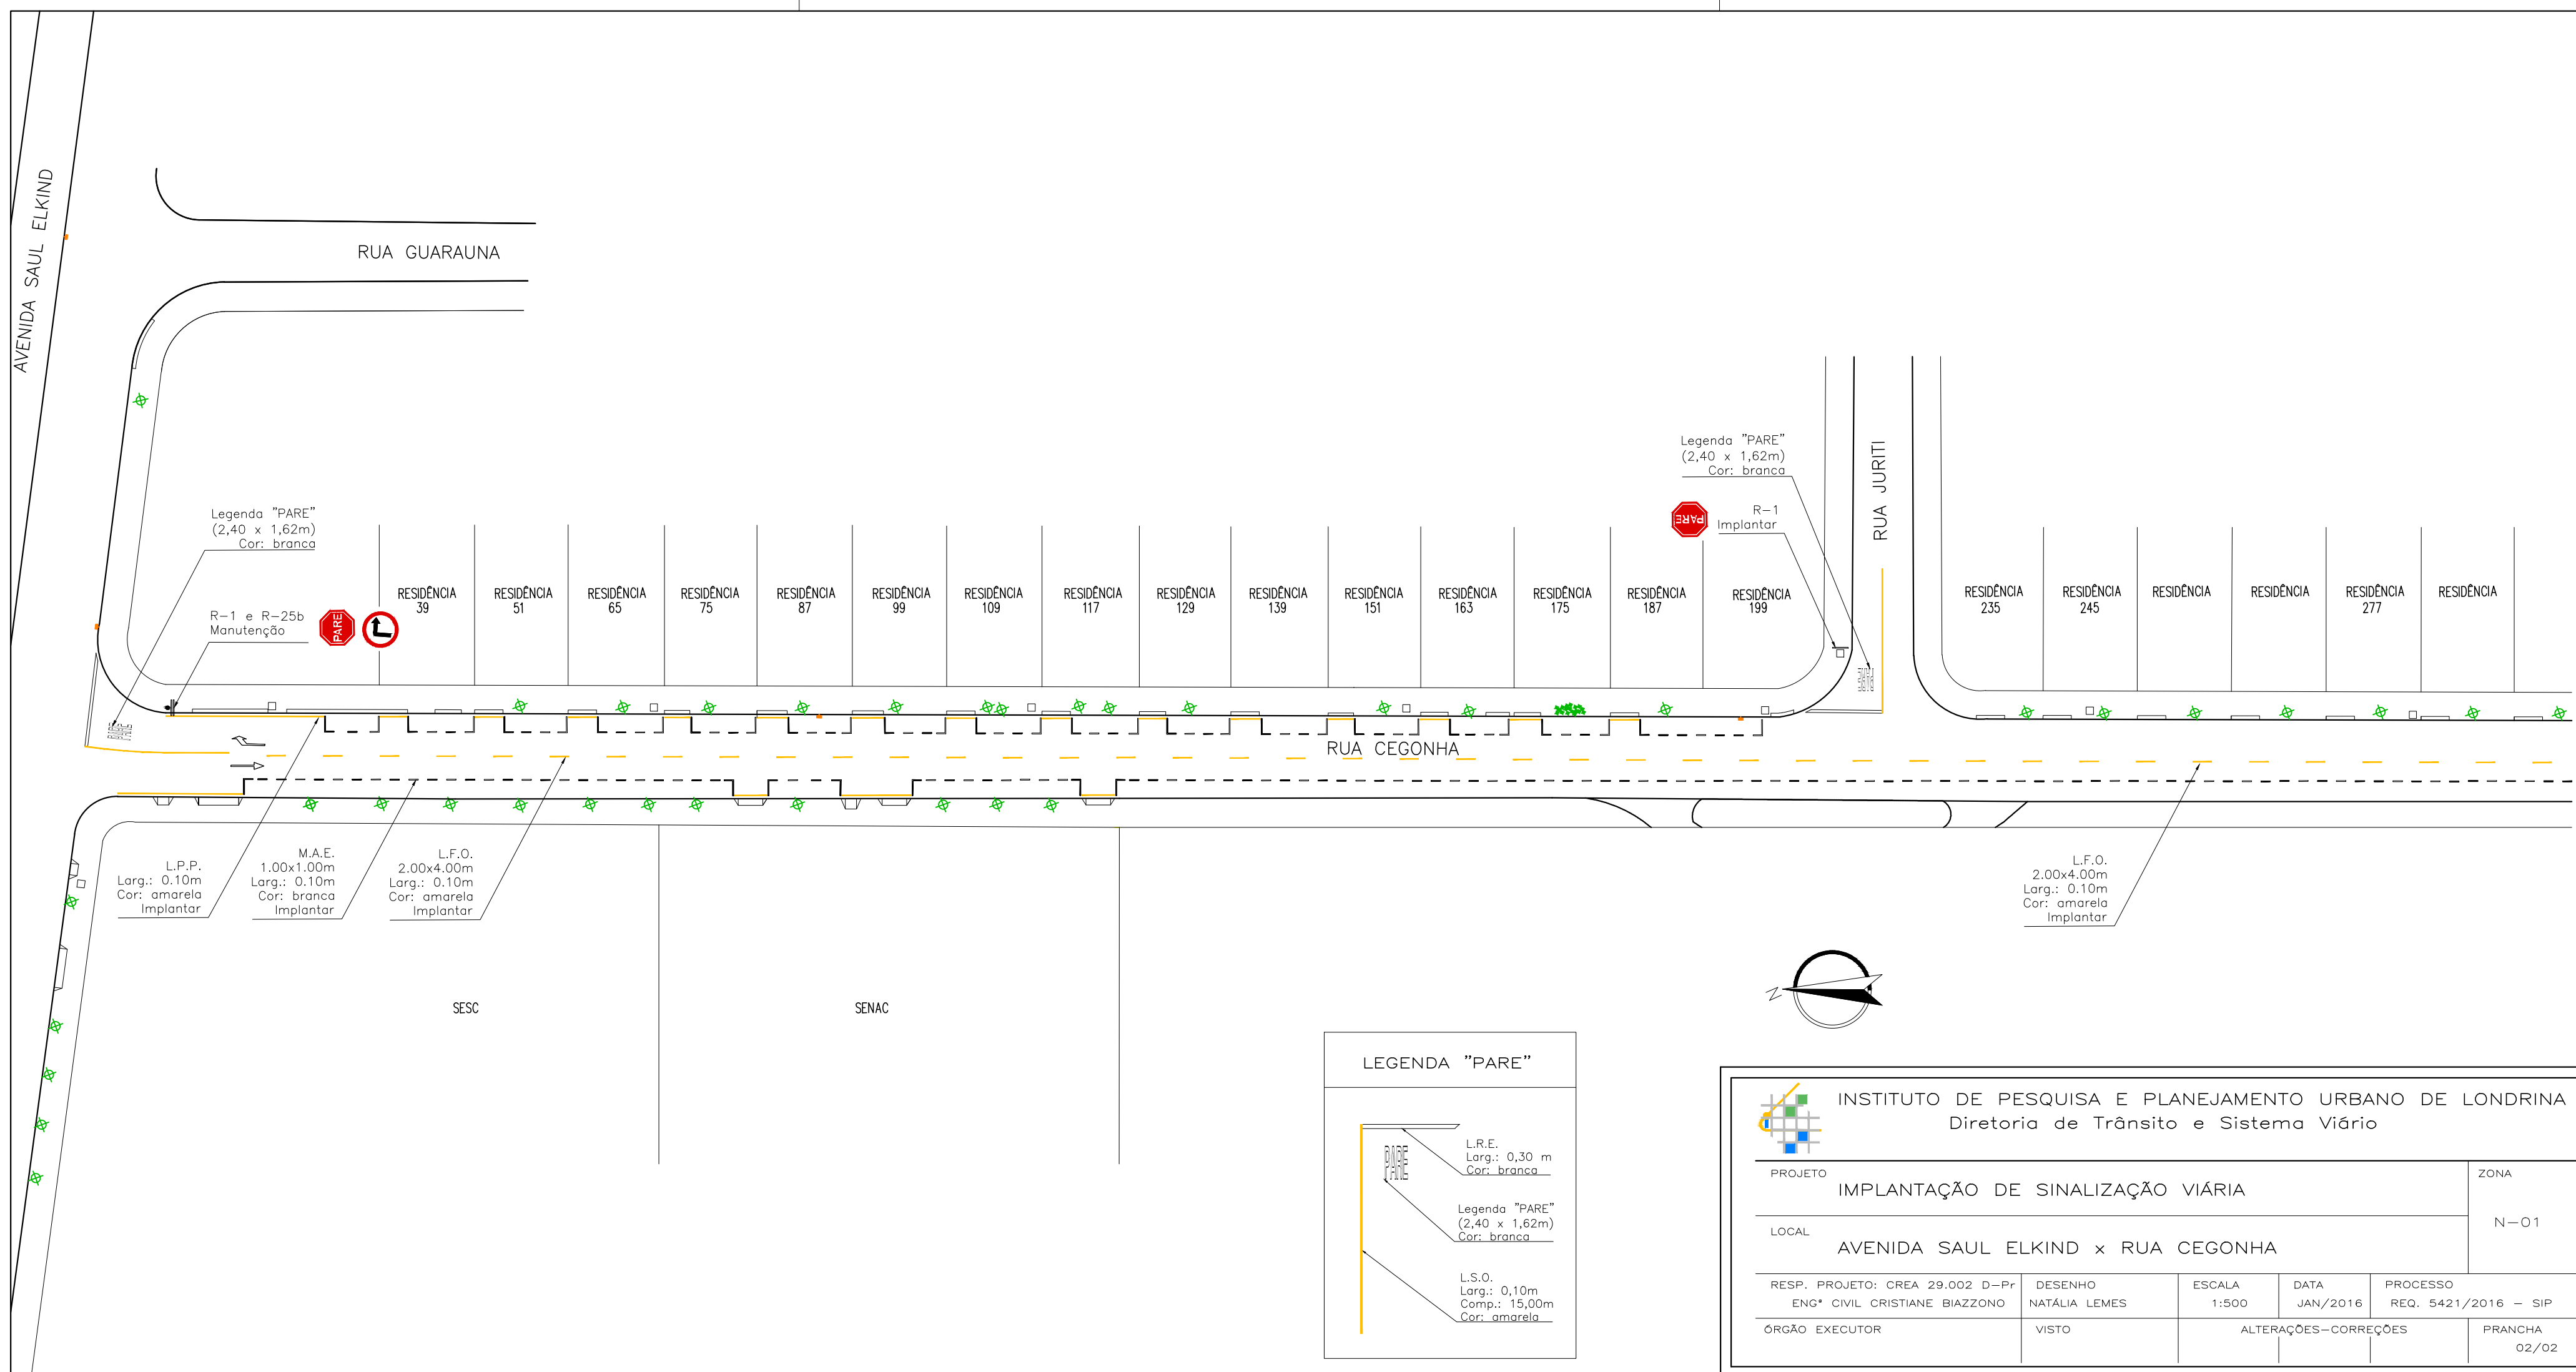 AVENIDA SAUL ELKIND
RUA GUARAUNA
Legenda "PARE"
(2,40 x 1,62m)
Cor: branca
R-1 e R-25b
Manutenção
PARE
Legenda "PARE"
(2,40 x 1,62m)
Cor: branca
PARE
R-1
Implantar
RUA JURITI
RESIDÊNCIA
39
RESIDÊNCIA
51
RESIDÊNCIA
65
RESIDÊNCIA
75
RESIDÊNCIA
87
RESIDÊNCIA
99
RESIDÊNCIA
109
RESIDÊNCIA
117
RESIDÊNCIA
129
RESIDÊNCIA
139
RESIDÊNCIA
151
RESIDÊNCIA
163
RESIDÊNCIA
175
RESIDÊNCIA
187
RESIDÊNCIA
199
RESIDÊNCIA
235
RESIDÊNCIA
245
RESIDÊNCIA
RESIDÊNCIA
RESIDÊNCIA
277
RESIDÊNCIA
PARE
PARE
RUA CEGONHA
L.P.P.
Larg.: 0.10m
Cor: amarela
Implantar
M.A.E.
1.00x1.00m
Larg.: 0.10m
Cor: branca
Implantar
L.F.O.
2.00x4.00m
Larg.: 0.10m
Cor: amarela
Implantar
L.F.O.
2.00x4.00m
Larg.: 0.10m
Cor: amarela
Implantar
SESC
SENAC
N
LEGENDA "PARE"
PARE
L.R.E.
Larg.: 0,30 m
Cor: branca
Legenda "PARE"
(2,40 x 1,62m)
Cor: branca
L.S.O.
Larg.: 0,10m
Comp.: 15,00m
Cor: amarela
INSTITUTO DE PESQUISA E PLANEJAMENTO URBANO DE LONDRINA
Diretoria de Trânsito e Sistema Viário
PROJETO
IMPLANTAÇÃO DE SINALIZAÇÃO VIÁRIA
ZONA
N-01
LOCAL
AVENIDA SAUL ELKIND x RUA CEGONHA
RESP. PROJETO: CREA 29.002 D-Pr
ENGª CIVIL CRISTIANE BIAZZONO
DESENHO
NATÁLIA LEMES
ESCALA
1:500
DATA
JAN/2016
PROCESSO
REQ. 5421/2016 - SIP
ÓRGÃO EXECUTOR
VISTO
ALTERAÇÕES-CORREÇÕES
PRANCHA
02/02